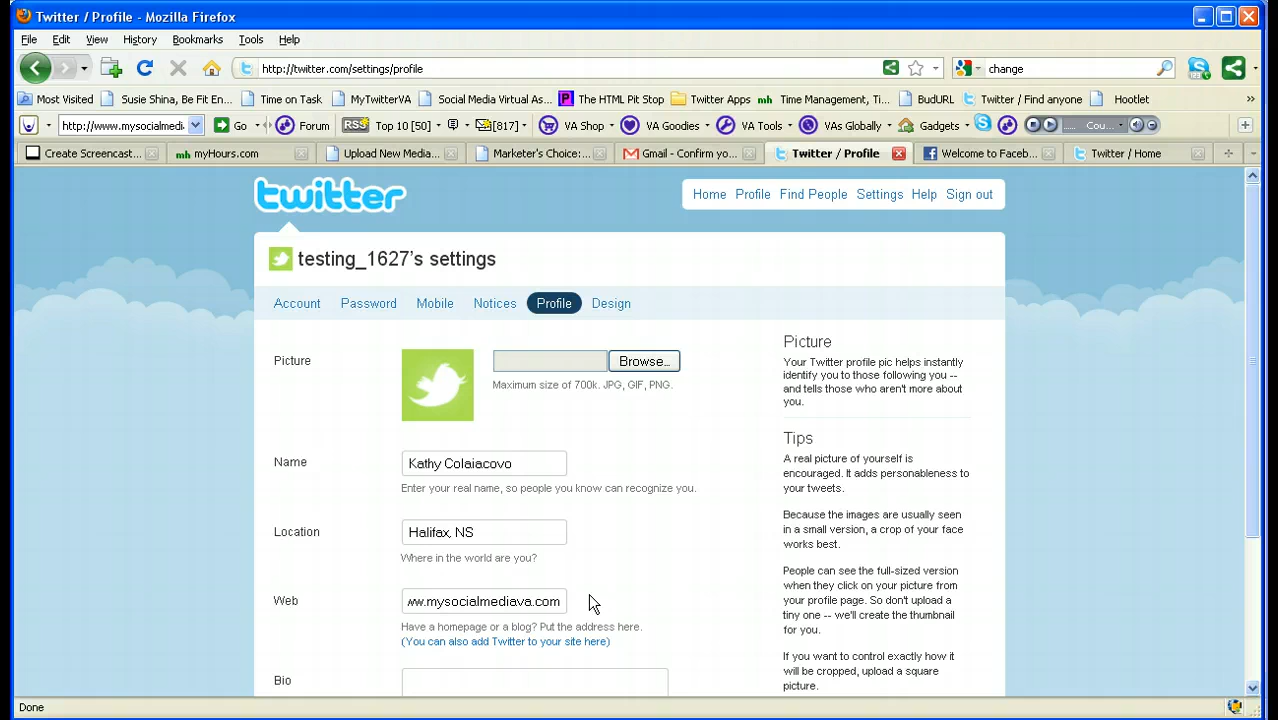 Twitter / Profile - Mozilla Firefox
File Edit View History Bookmarks Tools Help
http://twitter.com/settings/profile change
Most Visited Susie Shina, Be Fit En... Time on Task MyTwitterVA Social Media Virtual As... The HTML Pit Stop Twitter Apps mh Time Management, Ti... BudURL Twitter / Find anyone Hootlet »
http://www.mysocialmedi Go Forum RSS Top 10 [50] [817] VA Shop VA Goodies VA Tools VAs Globally Gadgets ..... Cou...
Create Screencast... mh myHours.com Upload New Media... Marketer's Choice:... Gmail - Confirm yo... Twitter / Profile Welcome to Faceb... Twitter / Home
twitter
Home Profile Find People Settings Help Sign out
testing_1627's settings
Account Password Mobile Notices Profile Design
Picture
Browse...
Maximum size of 700k. JPG, GIF, PNG.
Name
Kathy Colaiacovo
Enter your real name, so people you know can recognize you.
Location
Halifax, NS
Where in the world are you?
Web
ww.mysocialmediava.com
Have a homepage or a blog? Put the address here.
(You can also add Twitter to your site here)
Bio
Picture
Your Twitter profile pic helps instantly
identify you to those following you --
and tells those who aren't more about
you.
Tips
A real picture of yourself is
encouraged. It adds personableness to
your tweets.
Because the images are usually seen
in a small version, a crop of your face
works best.
People can see the full-sized version
when they click on your picture from
your profile page. So don't upload a
tiny one -- we'll create the thumbnail
for you.
If you want to control exactly how it
will be cropped, upload a square
picture.
Done